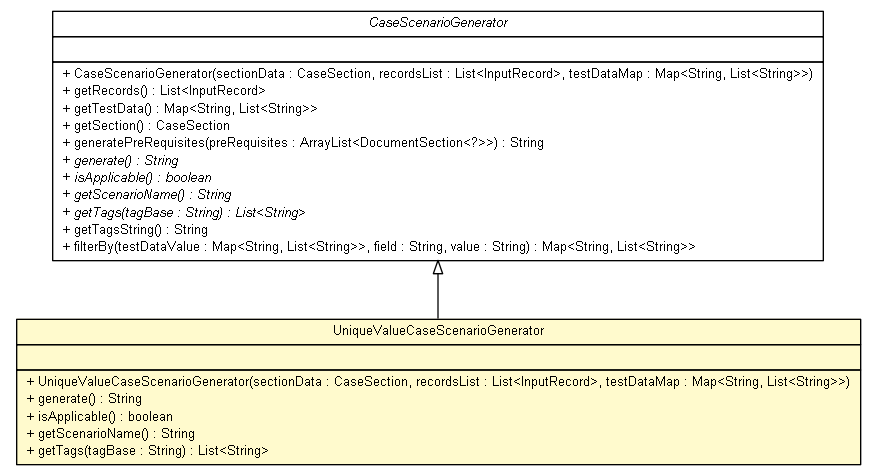 CaseScenarioGenerator
+ CaseScenarioGenerator(sectionData : CaseSection, recordsList : List<InputRecord>, testDataMap : Map<String, List<String>>)
+ getRecords() : List<InputRecord>
+ getTestData() : Map<String, List<String>>
+ getSection() : CaseSection
+ generatePreRequisites(preRequisites : ArrayList<DocumentSection<?>>) : String
+ generate() : String
+ isApplicable() : boolean
+ getScenarioName() : String
+ getTags(tagBase : String) : List<String>
+ getTagsString() : String
+ filterBy(testDataValue : Map<String, List<String>>, field : String, value : String) : Map<String, List<String>>
UniqueValueCaseScenarioGenerator
+ UniqueValueCaseScenarioGenerator(sectionData : CaseSection, recordsList : List<InputRecord>, testDataMap : Map<String, List<String>>)
+ generate() : String
+ isApplicable() : boolean
+ getScenarioName() : String
+ getTags(tagBase : String) : List<String>